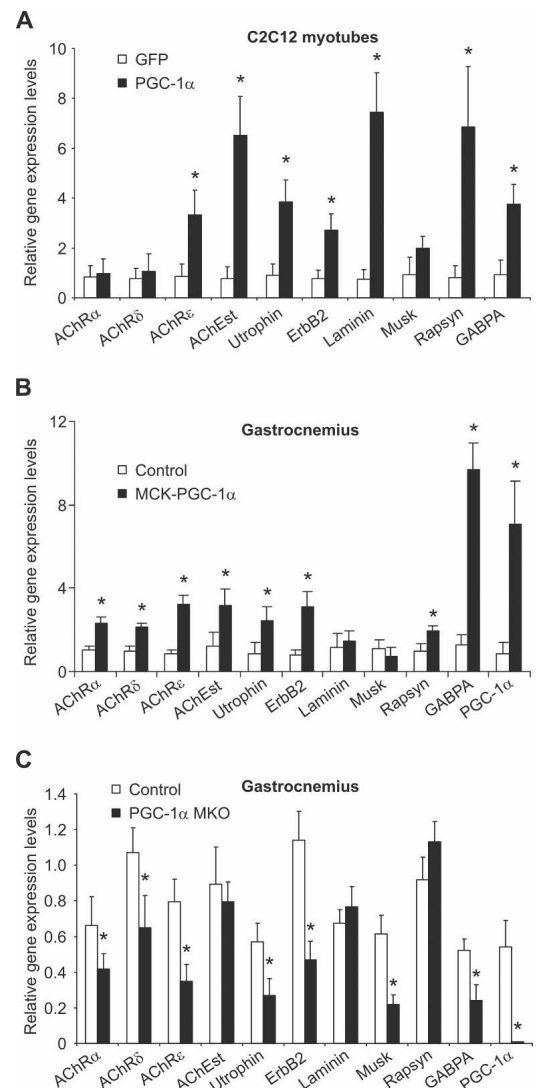 A
C2C12 myotubes
GFP
PGC-1α
Relative gene expression levels
10
8
6
4
2
0
* * * * * * *
AChRα AChRδ AChRε AChEst Utrophin ErbB2 Laminin Musk Rapsyn GABPA
B
Gastrocnemius
Control
MCK-PGC-1α
Relative gene expression levels
12
8
4
0
* * * * * * * * *
AChRα AChRδ AChRε AChEst Utrophin ErbB2 Laminin Musk Rapsyn GABPA PGC-1α
C
Gastrocnemius
Control
PGC-1α MKO
Relative gene expression levels
1.4
1.2
1.0
0.8
0.6
0.4
0.2
0
* * * * * * * *
AChRα AChRδ AChRε AChEst Utrophin ErbB2 Laminin Musk Rapsyn GABPA PGC-1α